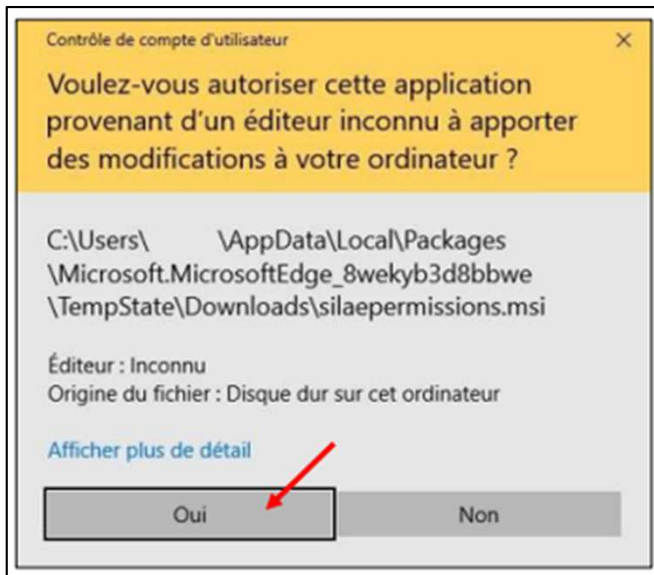 Contrôle de compte d'utilisateur
Voulez-vous autoriser cette application
provenant d'un éditeur inconnu à apporter
des modifications à votre ordinateur ?
C:\Users\ \AppData\Local\Packages
\Microsoft.MicrosoftEdge_8wekyb3d8bbwe
\TempState\Downloads\silaepermissions.msi
Éditeur : Inconnu
Origine du fichier : Disque dur sur cet ordinateur
Afficher plus de détail
Oui Non